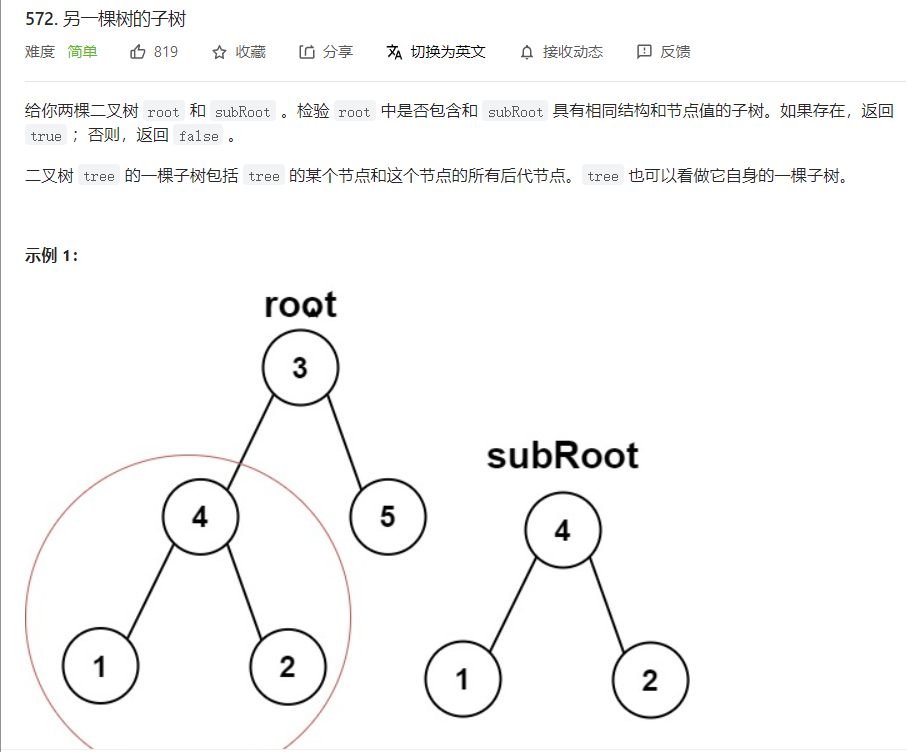 572. 另一棵树的子树
难度 简单 819 收藏 分享 切换为英文 接收动态 反馈
给你两棵二叉树 root 和 subRoot 。检验 root 中是否包含和 subRoot 具有相同结构和节点值的子树。如果存在，返回
true ；否则，返回 false 。
二叉树 tree 的一棵子树包括 tree 的某个节点和这个节点的所有后代节点。tree 也可以看做它自身的一棵子树。
示例 1：
root
3
subRoot
4
5
4
1
2
1
2